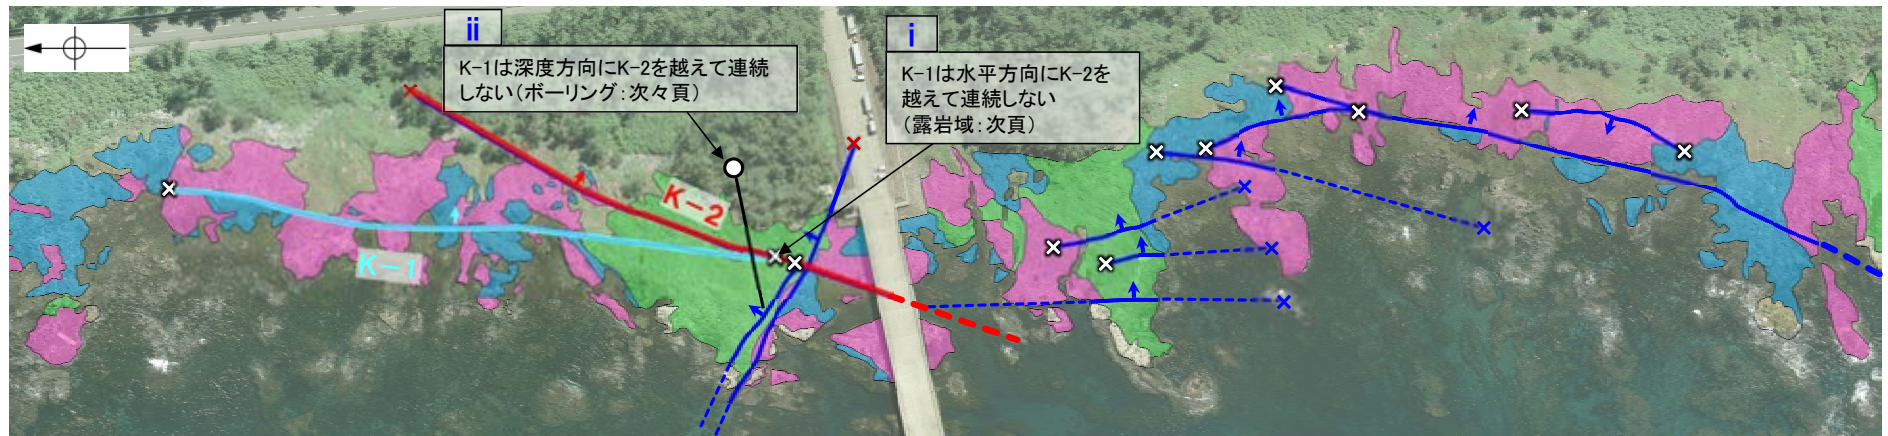 ii
K-1は深度方向にK-2を越えて連続
しない(ボーリング:次々頁)
i
K-1は水平方向にK-2を
越えて連続しない
(露岩域:次頁)
K-2
K-1